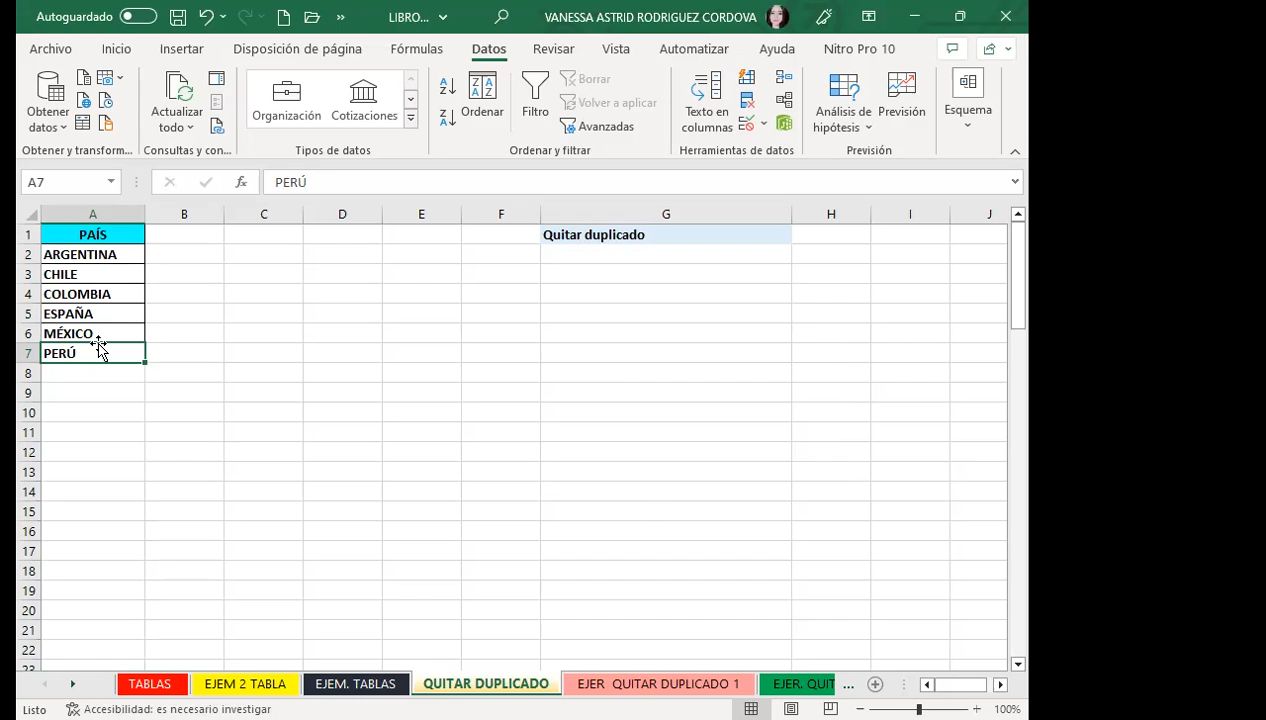 Autoguardado LIBRO... VANESSA ASTRID RODRIGUEZ CORDOVA
Archivo Inicio Insertar Disposición de página Fórmulas Datos Revisar Vista Automatizar Ayuda Nitro Pro 10
Obtener datos
Actualizar todo
Organización Cotizaciones
Ordenar
Filtro
Borrar
Volver a aplicar
Avanzadas
Texto en columnas
Análisis de hipótesis
Previsión
Esquema
Obtener y transform... Consultas y con... Tipos de datos Ordenar y filtrar Herramientas de datos Previsión
A7 fx PERÚ
A B C D E F G H I J
1 PAÍS Quitar duplicado
2 ARGENTINA
3 CHILE
4 COLOMBIA
5 ESPAÑA
6 MÉXICO
7 PERÚ
8
9
10
11
12
13
14
15
16
17
18
19
20
21
22
23
TABLAS EJEM 2 TABLA EJEM. TABLAS QUITAR DUPLICADO EJER QUITAR DUPLICADO 1 EJER. QUIT ...
Listo Accesibilidad: es necesario investigar 100%